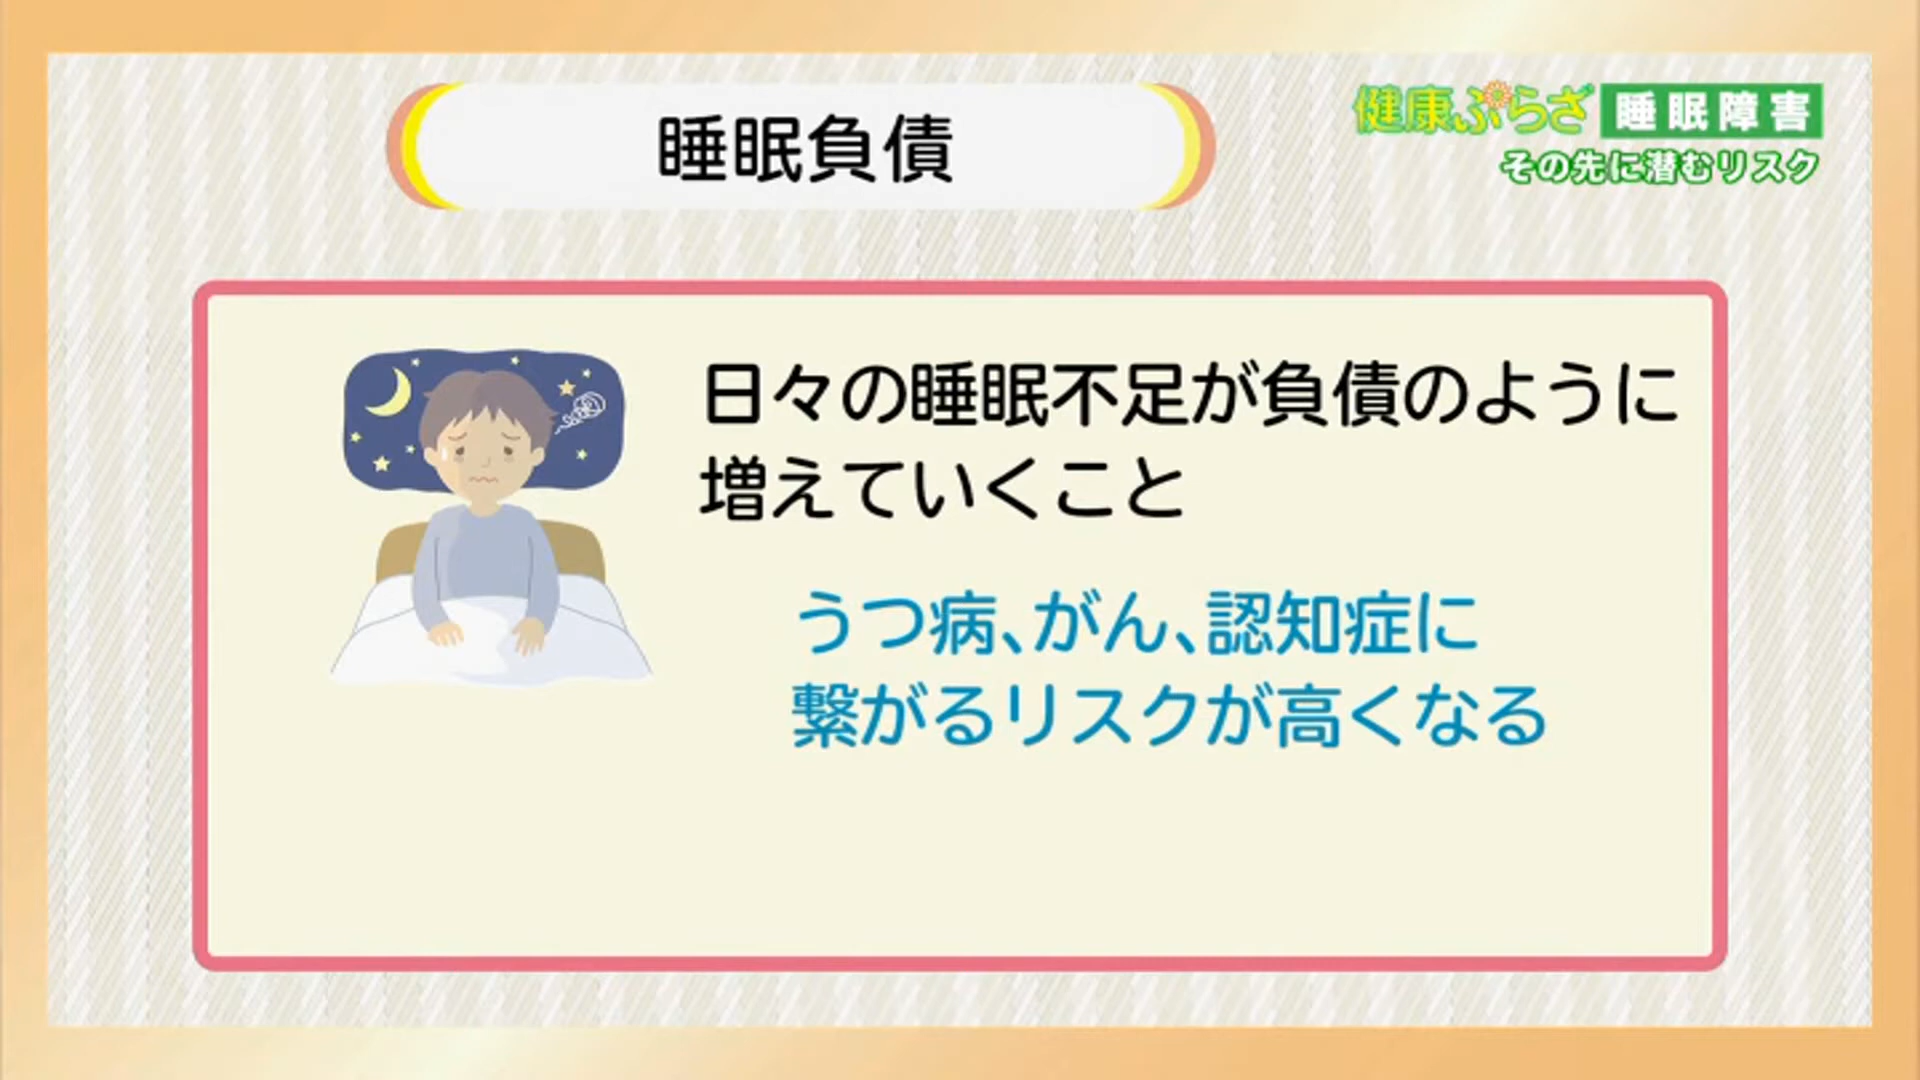 睡眠負債
健康ぷらざ 睡眠障害
その先に潜むリスク
日々の睡眠不足が負債のように
増えていくこと
うつ病、がん、認知症に
繋がるリスクが高くなる